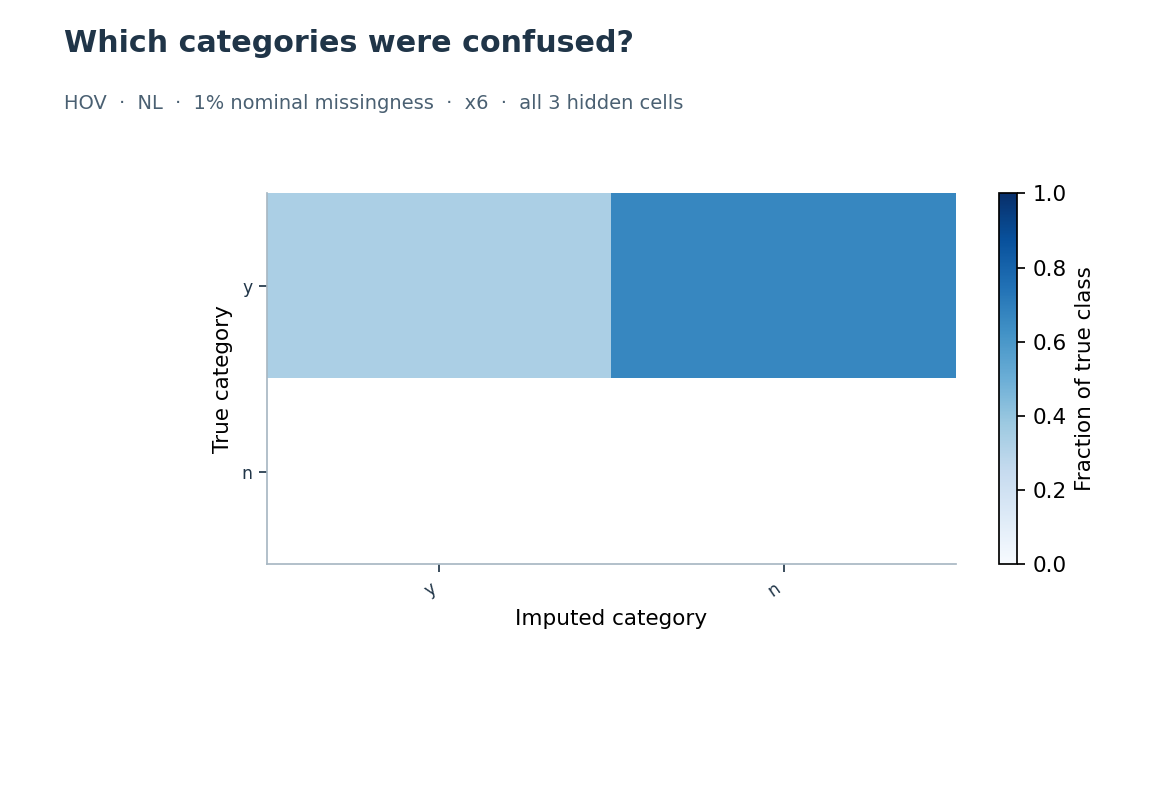 Which categories were confused?
HOV · NL · 1% nominal missingness · x6 · all 3 hidden cells
True category
y
n
y
n
Imputed category
1.0
0.8
0.6
0.4
0.2
0.0
Fraction of true class